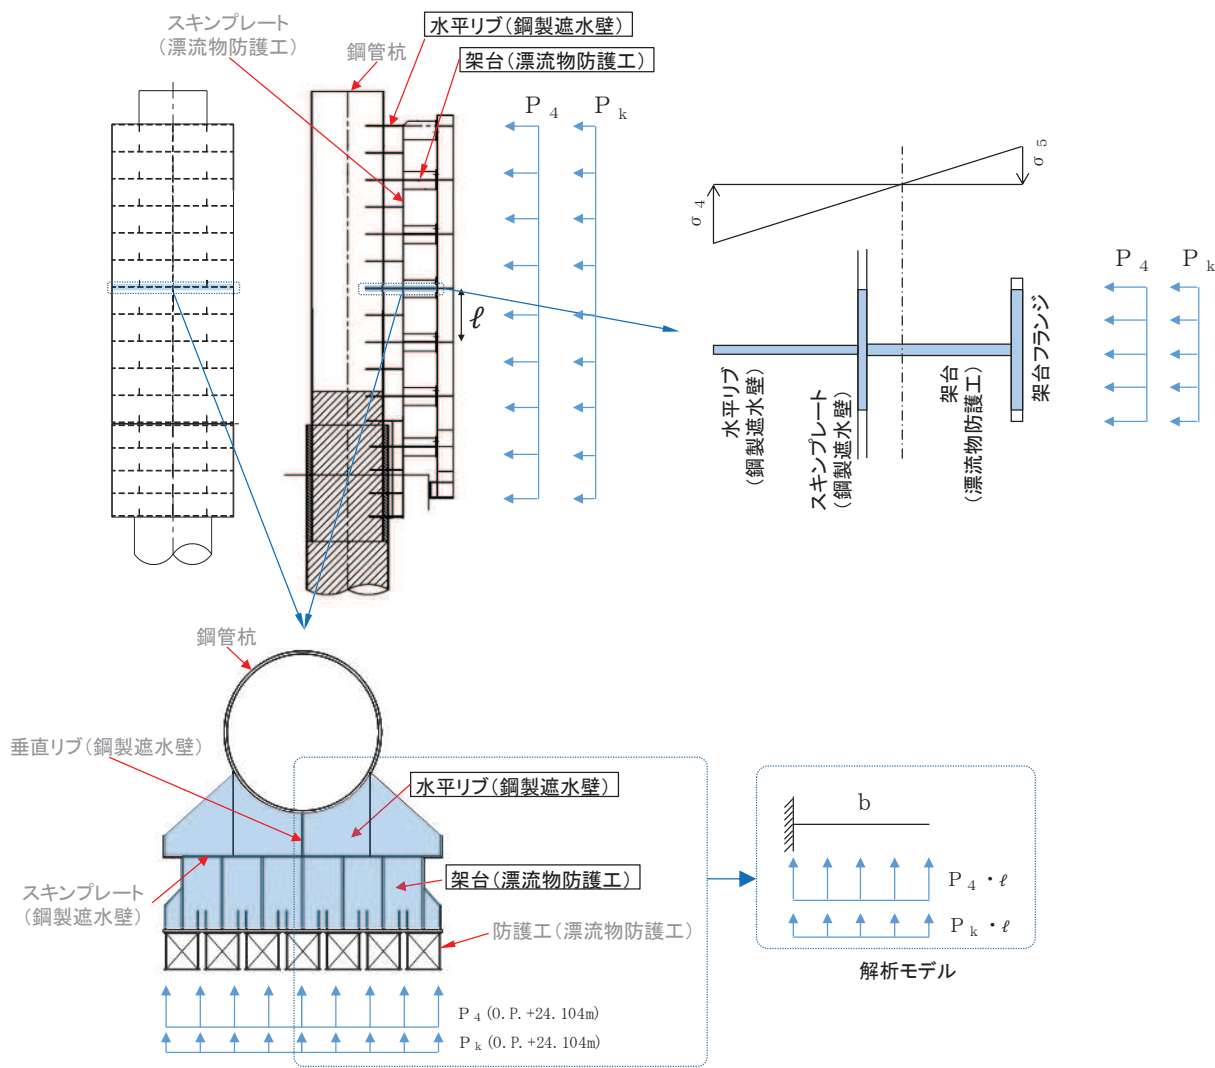 スキンプレート
(漂流物防護工)
水平リブ(鋼製遮水壁)
鋼管杭
架台(漂流物防護工)
P 4
P k
ℓ
σ 4
σ 5
P 4
P k
水平リブ
(鋼製遮水壁)
スキンプレート
(鋼製遮水壁)
架台
(漂流物防護工)
架台フランジ
鋼管杭
垂直リブ(鋼製遮水壁)
水平リブ(鋼製遮水壁)
架台(漂流物防護工)
スキンプレート
(鋼製遮水壁)
防護工(漂流物防護工)
P 4 (O.P.+24.104m)
P k (O.P.+24.104m)
b
P 4 ・ℓ
P k ・ℓ
解析モデル